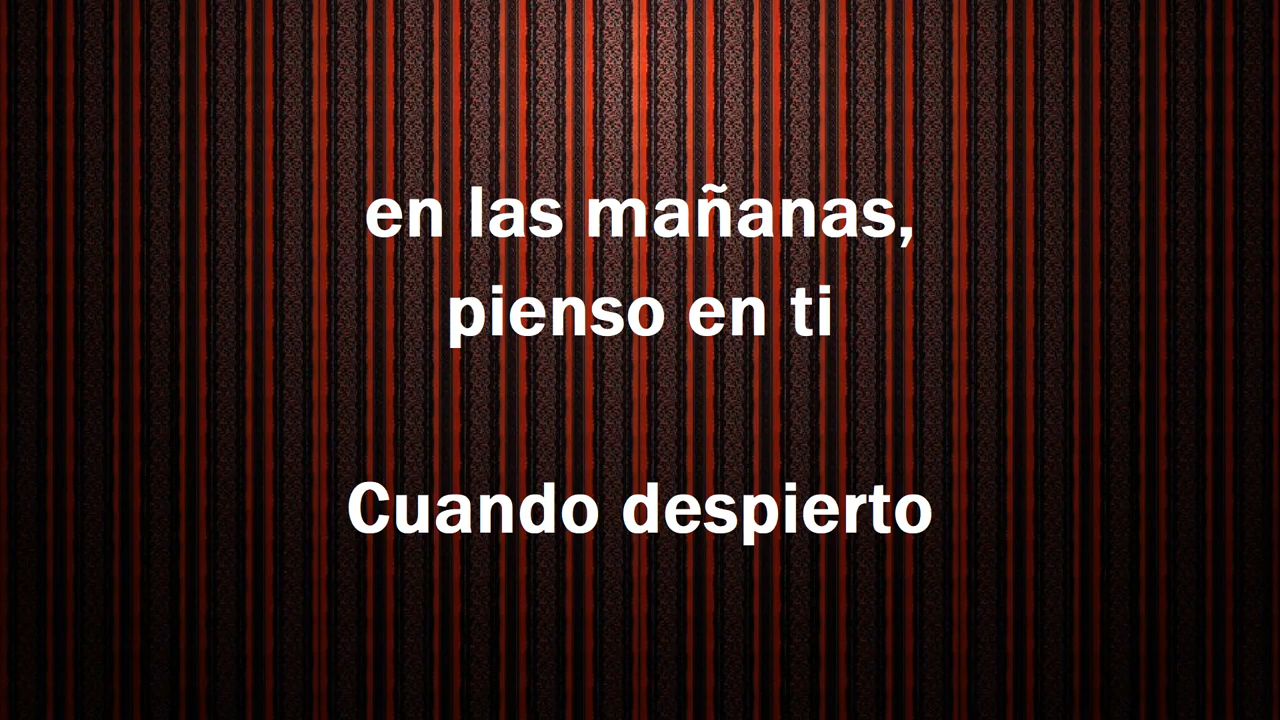 en las mañanas,
pienso en ti
Cuando despierto